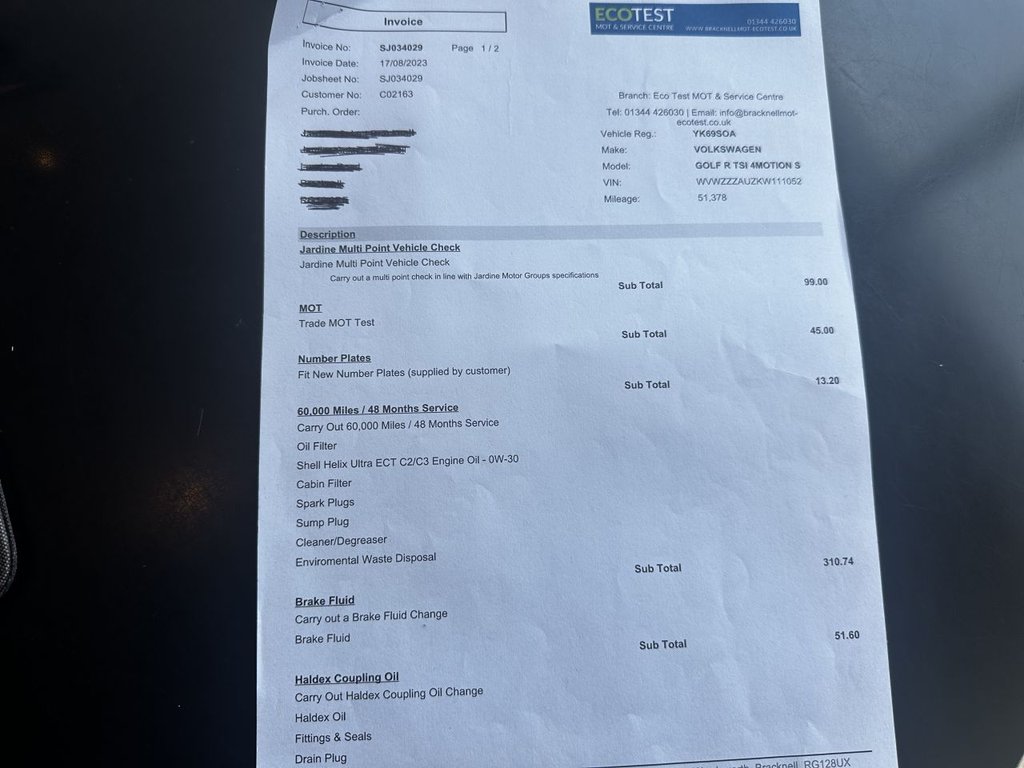 Invoice
ECOTEST
MOT & SERVICE CENTRE
01344 426030
WWW.BRACKNELLMOT-ECOTEST.CO.UK
Invoice No: SJ034029 Page 1 / 2
Invoice Date: 17/08/2023
Jobsheet No: SJ034029
Customer No: C02163
Purch. Order:
Branch: Eco Test MOT & Service Centre
Tel: 01344 426030 | Email: info@bracknellmot-
ecotest.co.uk
Vehicle Reg.: YK69SOA
Make: VOLKSWAGEN
Model: GOLF R TSI 4MOTION S
VIN: WVWZZZAUZKW111052
Mileage: 51,378
Description
Jardine Multi Point Vehicle Check
Jardine Multi Point Vehicle Check
Carry out a multi point check in line with Jardine Motor Groups specifications
Sub Total 99.00
MOT
Trade MOT Test
Sub Total 45.00
Number Plates
Fit New Number Plates (supplied by customer)
Sub Total 13.20
60,000 Miles / 48 Months Service
Carry Out 60,000 Miles / 48 Months Service
Oil Filter
Shell Helix Ultra ECT C2/C3 Engine Oil - 0W-30
Cabin Filter
Spark Plugs
Sump Plug
Cleaner/Degreaser
Enviromental Waste Disposal
Sub Total 310.74
Brake Fluid
Carry out a Brake Fluid Change
Brake Fluid
Sub Total 51.60
Haldex Coupling Oil
Carry Out Haldex Coupling Oil Change
Haldex Oil
Fittings & Seals
Drain Plug
Bracknell, RG128UX